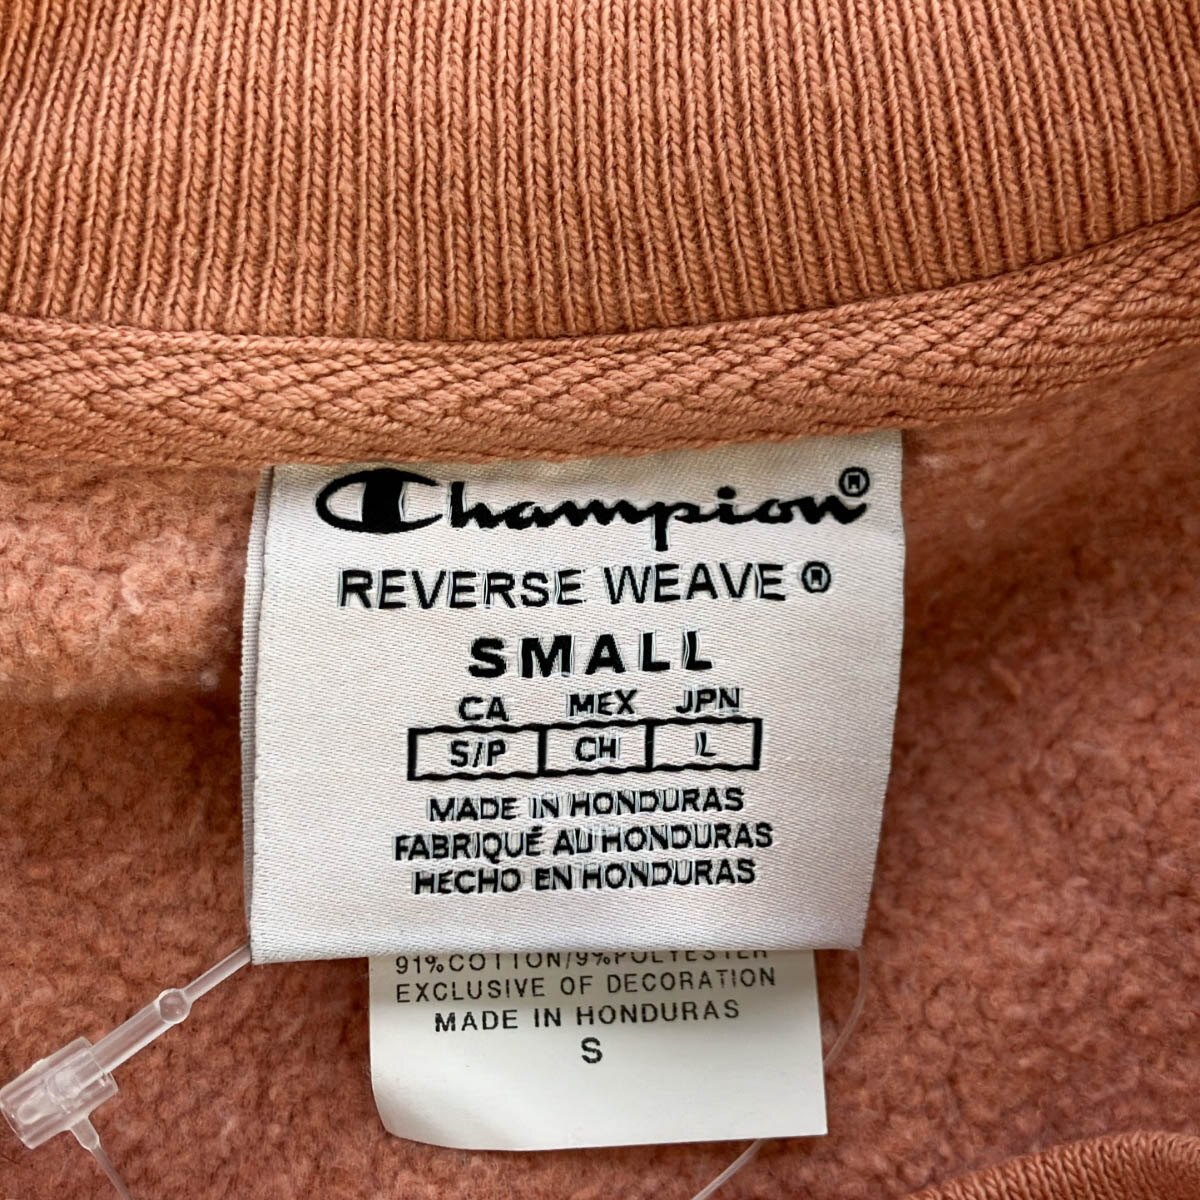 Champion®
REVERSE WEAVE®
SMALL
CA MEX JPN
S/P CH L
MADE IN HONDURAS
FABRIQUÉ AU HONDURAS
HECHO EN HONDURAS
91% COTTON/9% POLYESTER
EXCLUSIVE OF DECORATION
MADE IN HONDURAS
S